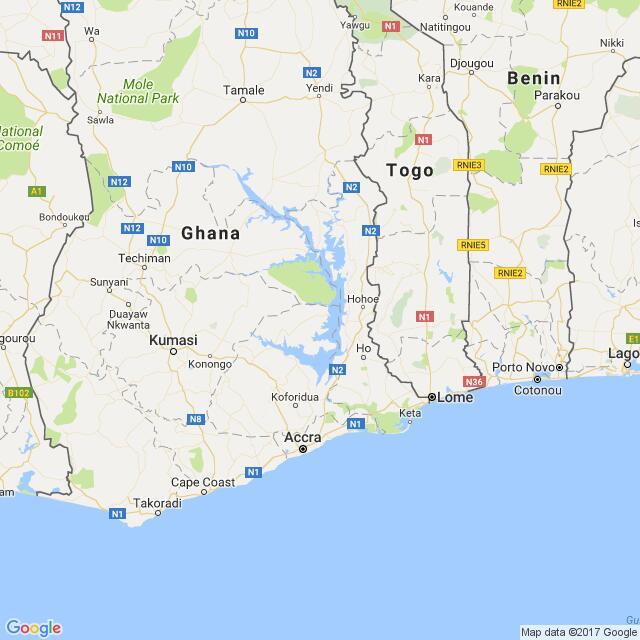 N12
Wa
N11
N10
Yawgu
N1
Kouande
Natitingou
RNIE2
Nikki
Mole
National Park
Tamale
N2
Yendi
Kara
Djougou
Benin
Parakou
Sawla
National
Comoé
N1
A1
N12
N10
N2
Togo
RNIE3
RNIE2
Bondoukou
N12
N10
Ghana
N2
RNIE5
Is
Techiman
RNIE2
Sunyani
Duayaw
Nkwanta
Hohoe
N1
Kumasi
Konongo
Ho
E1
Lago
ngourou
B102
N2
N36
Porto Novo
Cotonou
Koforidua
Keta
Lome
N8
Accra
N1
N1
Cape Coast
am
N1
Takoradi
Gu
Google
Map data ©2017 Google